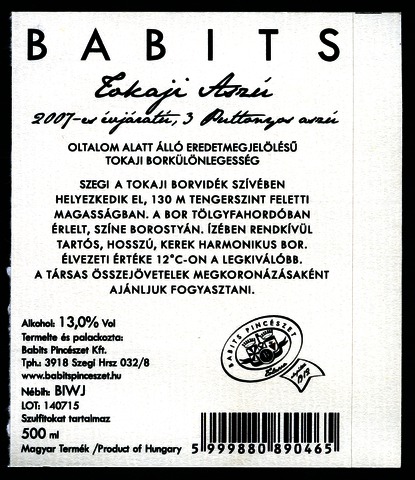 BABITS
Tokaji Aszú
2007-es évjáratú, 3 Puttonyos aszú
OLTALOM ALATT ÁLLÓ EREDETMEGJELÖLÉSŰ
TOKAJI BORKÜLÖNLEGESSÉG
SZEGI A TOKAJI BORVIDÉK SZÍVÉBEN
HELYEZKEDIK EL, 130 M TENGERSZINT FELETTI
MAGASSÁGBAN. A BOR TÖLGYFAHORDÓBAN
ÉRLELT, SZÍNE BOROSTYÁN. ÍZÉBEN RENDKÍVÜL
TARTÓS, HOSSZÚ, KEREK HARMONIKUS BOR.
ÉLVEZETI ÉRTÉKE 12°C-ON A LEGKIVÁLÓBB.
A TÁRSAS ÖSSZEJÖVETELEK MEGKORONÁZÁSAKÉNT
AJÁNLJUK FOGYASZTANI.
Alkohol: 13,0% Vol
Termelte és palackozta:
Babits Pincészet Kft.
Tph.: 3918 Szegi Hrsz 032/8
www.babitspinceszet.hu
Nébih: BIWJ
LOT: 140715
Szulfitokat tartalmaz
500 ml
Magyar Termék /Product of Hungary
BABITS PINCÉSZET
5 999880 890465